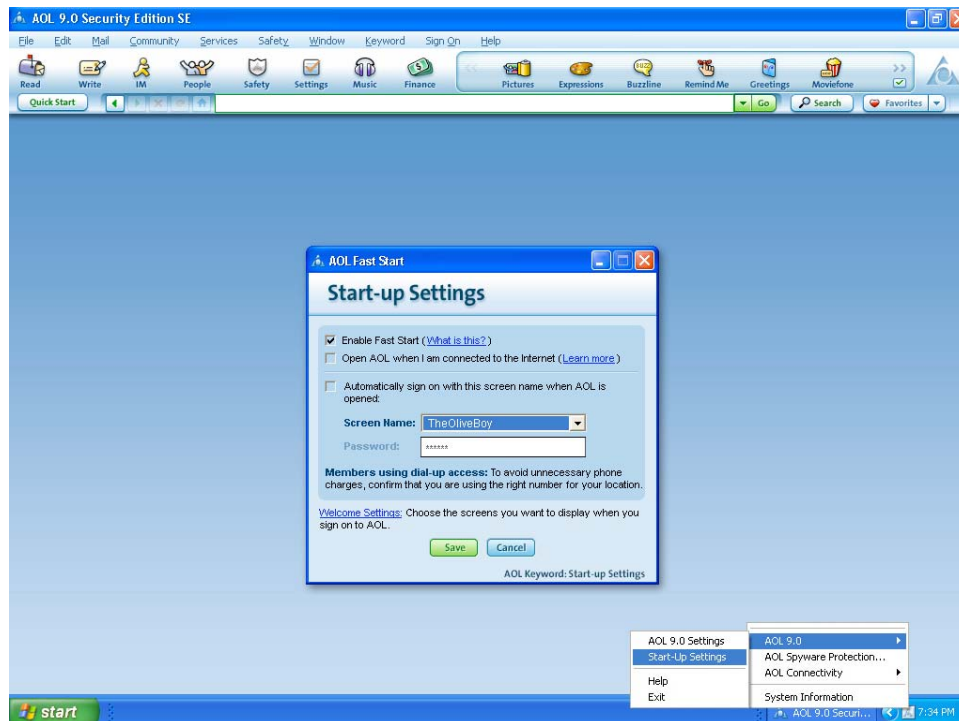 AOL 9.0 Security Edition SE
File Edit Mail Community Services Safety Window Keyword Sign On Help
Read Write IM People Safety Settings Music Finance Pictures Expressions Buzzline Remind Me Greetings Moviefone
Quick Start Go Search Favorites
AOL Fast Start
Start-up Settings
Enable Fast Start (What is this?)
Open AOL when I am connected to the Internet (Learn more)
Automatically sign on with this screen name when AOL is
opened:
Screen Name: TheOliveBoy
Password: ******
Members using dial-up access: To avoid unnecessary phone
charges, confirm that you are using the right number for your location.
Welcome Settings: Choose the screens you want to display when you
sign on to AOL.
Save Cancel
AOL Keyword: Start-up Settings
AOL 9.0 Settings
Start-Up Settings
Help
Exit
AOL 9.0
AOL Spyware Protection...
AOL Connectivity
System Information
start AOL 9.0 Securi... 7:34 PM